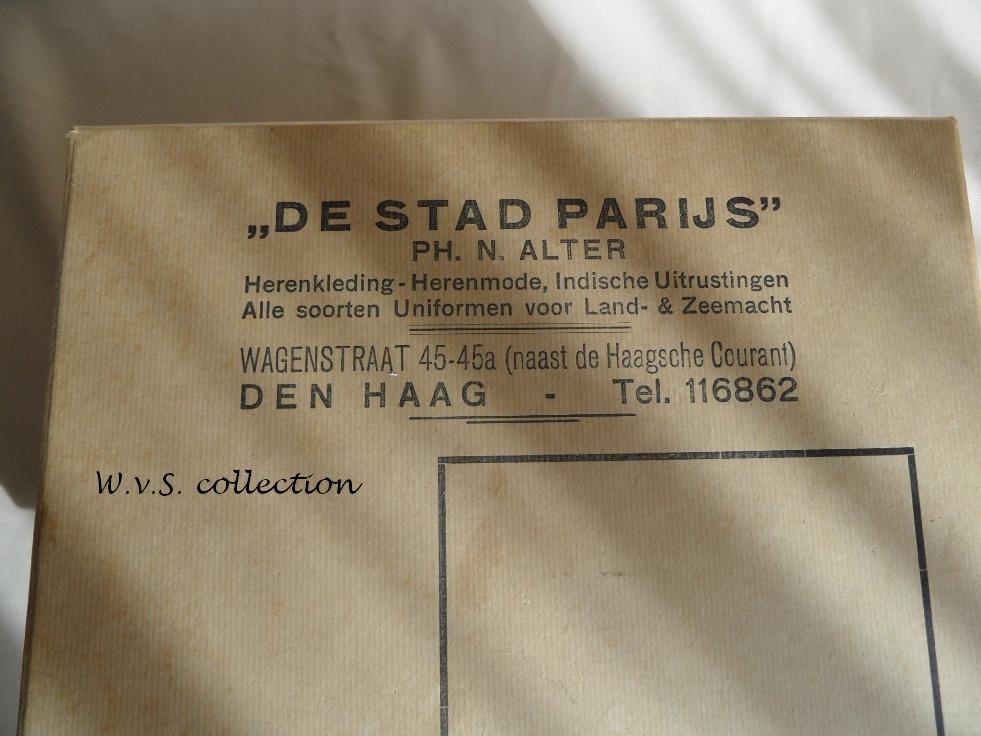 „DE STAD PARIJS”
PH. N. ALTER
Herenkleding - Herenmode, Indische Uitrustingen
Alle soorten Uniformen voor Land- & Zeemacht
WAGENSTRAAT 45-45a (naast de Haagsche Courant)
DEN HAAG - Tel. 116862
W.v.S. collection